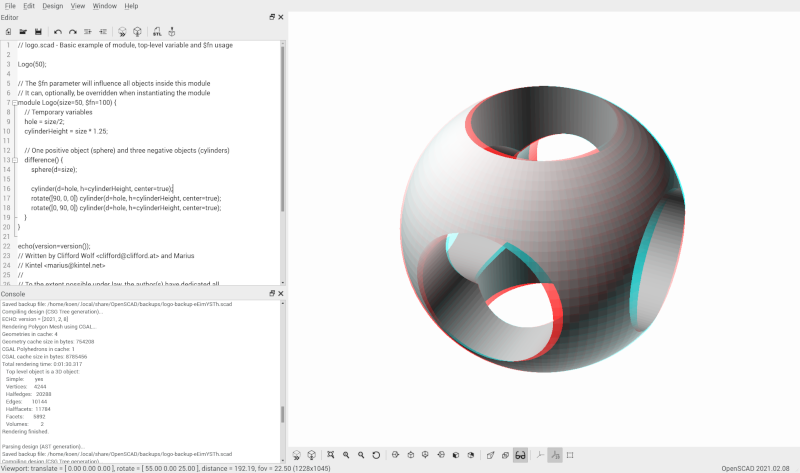 File Edit Design View Window Help
Editor
STL
1 // logo.scad - Basic example of module, top-level variable and $fn usage
2
3 Logo(50);
4
5 // The $fn parameter will influence all objects inside this module
6 // It can, optionally, be overridden when instantiating the module
7 module Logo(size=50, $fn=100) {
8 // Temporary variables
9 hole = size/2;
10 cylinderHeight = size * 1.25;
11
12 // One positive object (sphere) and three negative objects (cylinders)
13 difference() {
14 sphere(d=size);
15
16 cylinder(d=hole, h=cylinderHeight, center=true);
17 rotate([90, 0, 0]) cylinder(d=hole, h=cylinderHeight, center=true);
18 rotate([0, 90, 0]) cylinder(d=hole, h=cylinderHeight, center=true);
19 }
20 }
21
22 echo(version=version());
23 // Written by Clifford Wolf <clifford@clifford.at> and Marius
24 // Kintel <marius@kintel.net>
25 //
26 // To the extent possible under law, the author(s) have dedicated all
Console
Saved backup file: /home/ksen/.local/share/OpenSCAD/backups/logo-backup-eEimYSTh.scad
Compiling design (CSG Tree generation)...
ECHO: version = [2021, 2, 8]
Rendering Polygon Mesh using CGAL...
Geometries in cache: 4
Geometry cache size in bytes: 754208
CGAL Polyhedrons in cache: 1
CGAL cache size in bytes: 8785456
Total rendering time: 0:01:30.317
Top level object is a 3D object:
Simple: yes
Vertices: 4244
Halfedges: 20288
Edges: 10144
Halffacets: 11784
Facets: 5892
Volumes: 2
Rendering finished.
Parsing design (AST generation)...
Saved backup file: /home/ksen/.local/share/OpenSCAD/backups/logo-backup-eEimYSTh.scad
Compiling design (CSG Tree generation)...
Viewport: translate = [ 0.00 0.00 0.00 ], rotate = [ 55.00 0.00 25.00 ], distance = 192.19, fov = 22.50 (1228x1045)
OpenSCAD 2021.02.08